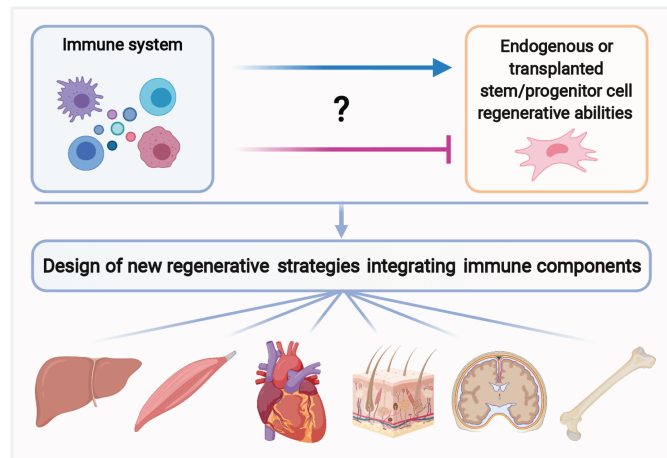 Immune system
Endogenous or
transplanted
stem/progenitor cell
regenerative abilities
?
Design of new regenerative strategies integrating immune components